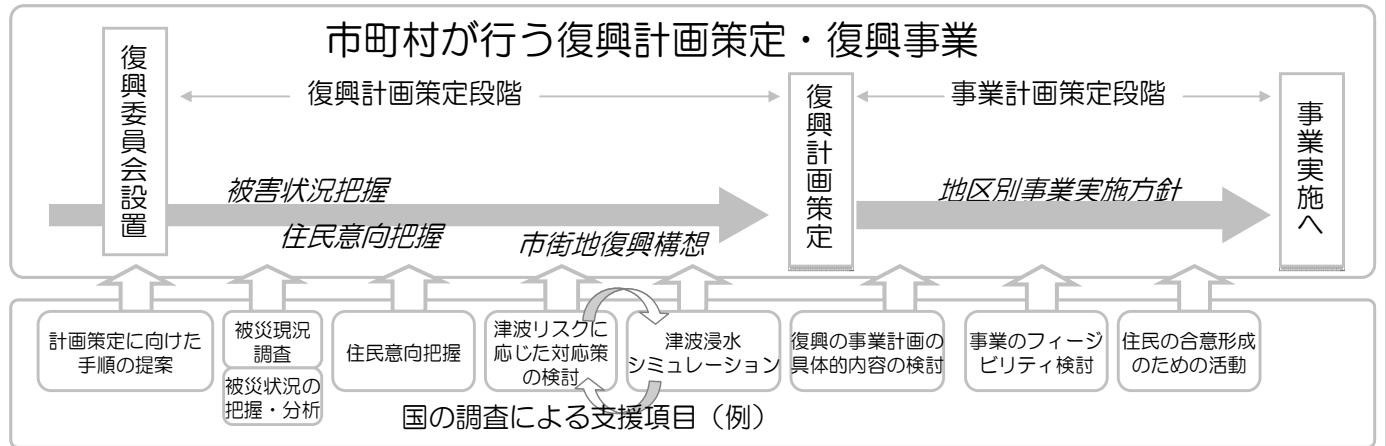 市町村が行う復興計画策定・復興事業
復興委員会設置
復興計画策定段階
復興計画策定
事業計画策定段階
事業実施へ
被害状況把握
住民意向把握
市街地復興構想
地区別事業実施方針
計画策定に向けた
手順の提案
被災現況
調査
被災状況の
把握・分析
住民意向把握
津波リスクに
応じた対応策
の検討
津波浸水
シミュレーション
復興の事業計画の
具体的内容の検討
事業のフィージ
ビリティ検討
住民の合意形成
のための活動
国の調査による支援項目（例）